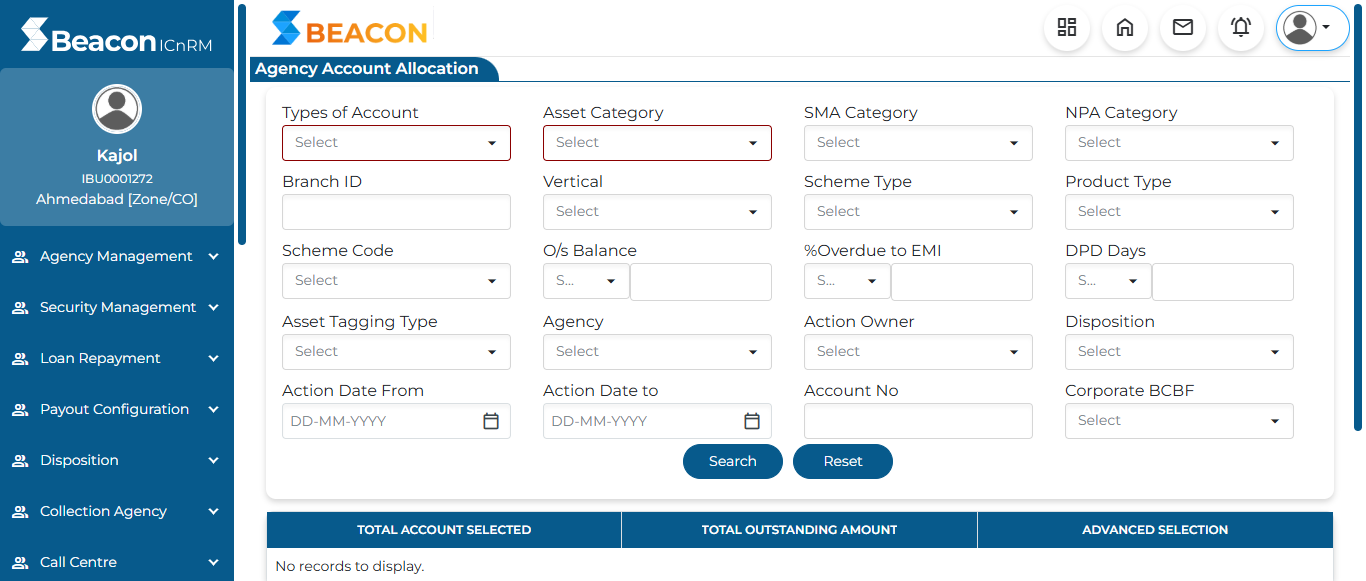 Beacon ICnRM
BEACON
Kajol
IBU0001272
Ahmedabad [Zone/CO]
Agency Management
Security Management
Loan Repayment
Payout Configuration
Disposition
Collection Agency
Call Centre
Agency Account Allocation
Types of Account Asset Category SMA Category NPA Category
Select Select Select Select
Branch ID Vertical Scheme Type Product Type
Select Select Select
Scheme Code O/s Balance %Overdue to EMI DPD Days
Select S... S... S...
Asset Tagging Type Agency Action Owner Disposition
Select Select Select Select
Action Date From Action Date to Account No Corporate BCBF
DD-MM-YYYY DD-MM-YYYY Select
Search Reset
TOTAL ACCOUNT SELECTED TOTAL OUTSTANDING AMOUNT ADVANCED SELECTION
No records to display.